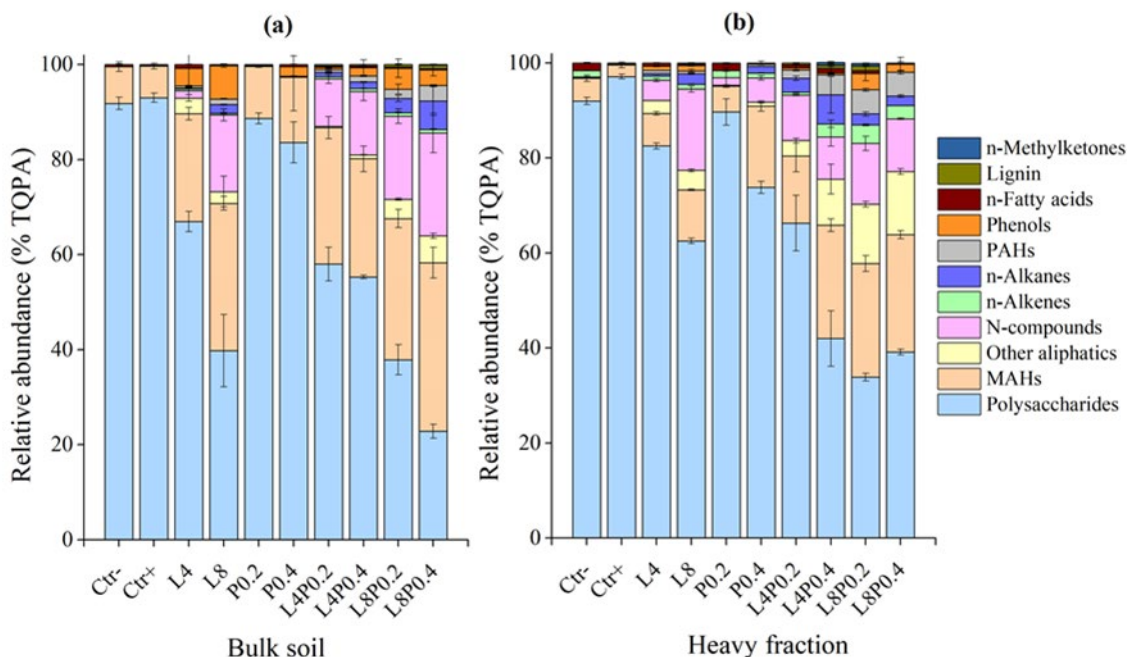 (a)
Relative abundance (% TQPA)
100
80
60
40
20
0
Ctr-
Ctr+
L4
L8
P0.2
P0.4
L4P0.2
L4P0.4
L8P0.2
L8P0.4
Bulk soil
(b)
Relative abundance (% TQPA)
100
80
60
40
20
0
Ctr-
Ctr+
L4
L8
P0.2
P0.4
L4P0.2
L4P0.4
L8P0.2
L8P0.4
Heavy fraction
n-Methylketones
Lignin
n-Fatty acids
Phenols
PAHs
n-Alkanes
n-Alkenes
N-compounds
Other aliphatics
MAHs
Polysaccharides